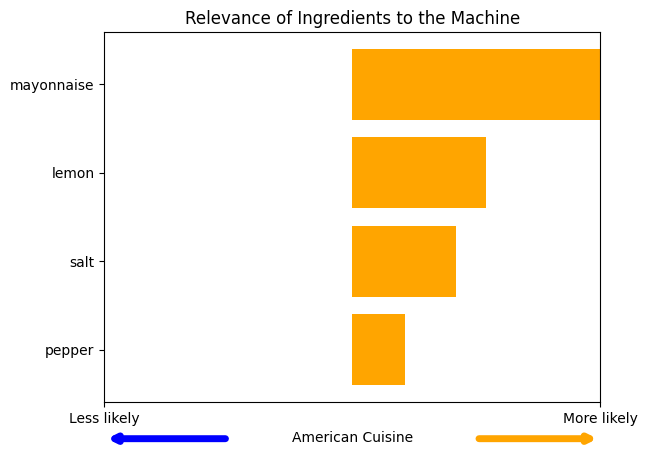 Relevance of Ingredients to the Machine
mayonnaise
lemon
salt
pepper
Less likely
More likely
American Cuisine